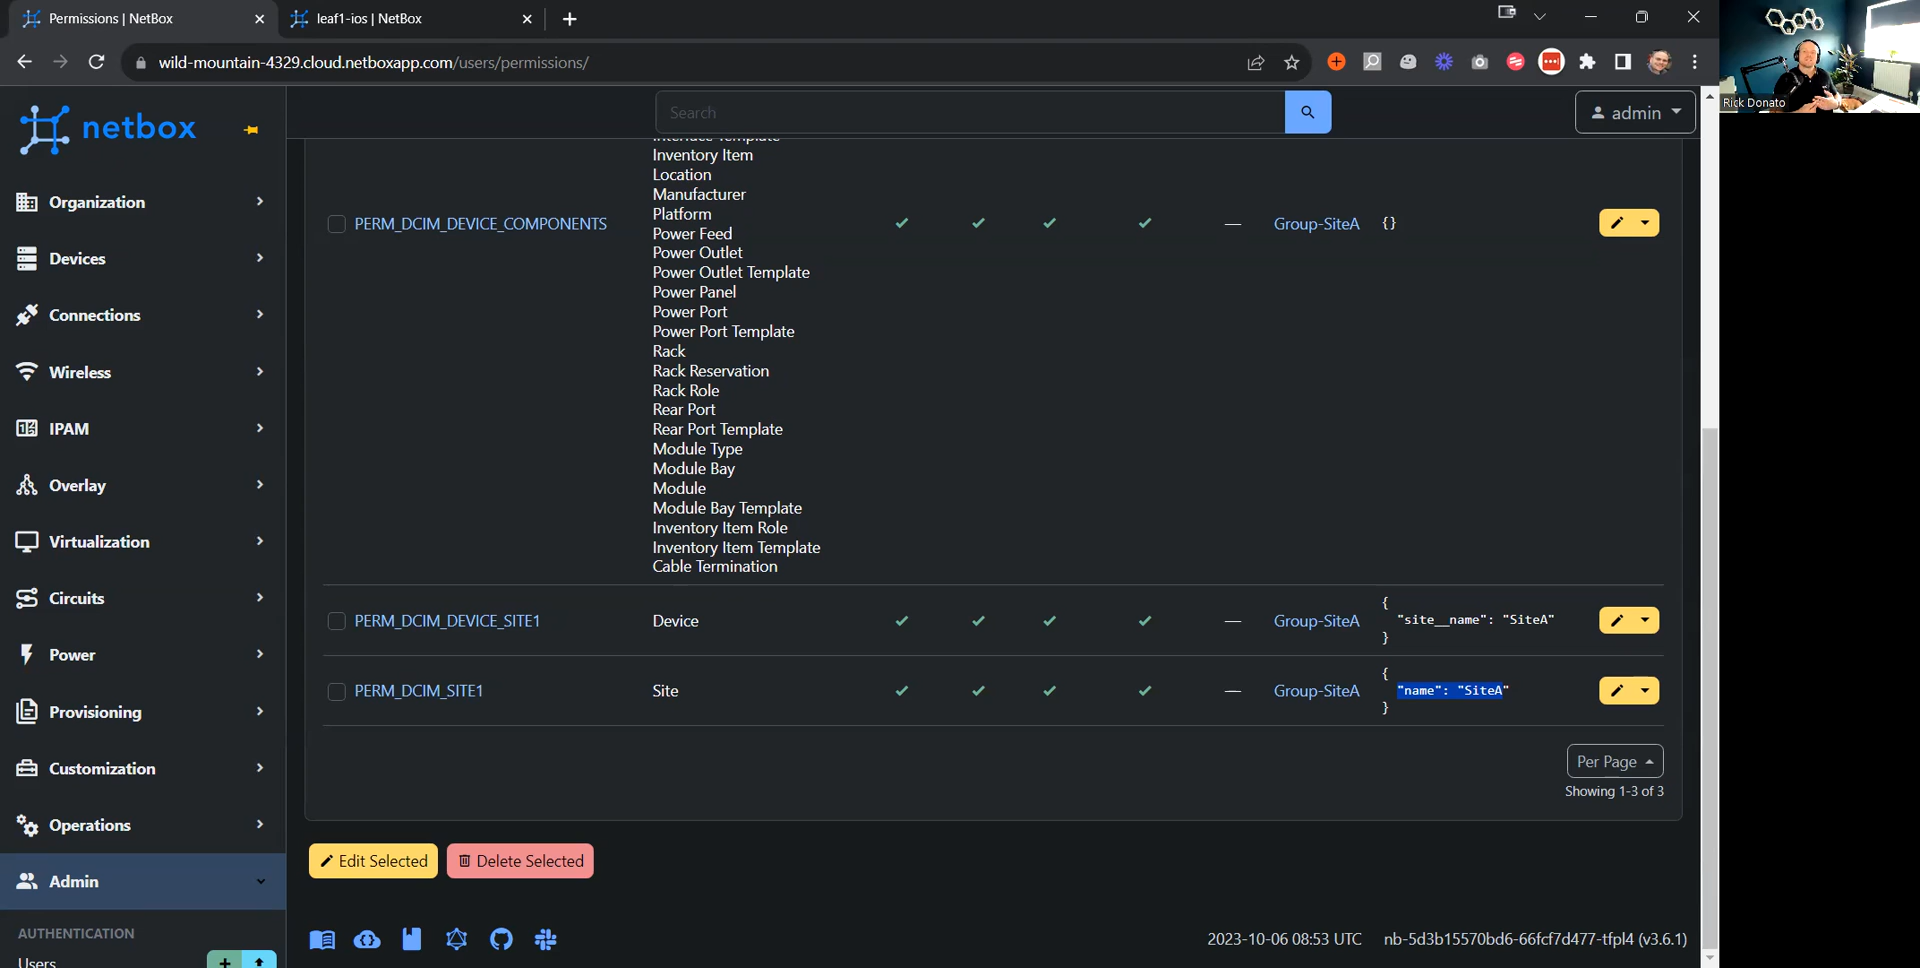 Permissions | NetBox
leaf1-ios | NetBox
wild-mountain-4329.cloud.netboxapp.com/users/permissions/
Rick Donato
netbox
Search
admin
Organization
Devices
Connections
Wireless
IPAM
Overlay
Virtualization
Circuits
Power
Provisioning
Customization
Operations
Admin
AUTHENTICATION
Users
Interface Template
Inventory Item
Location
Manufacturer
Platform
Power Feed
Power Outlet
Power Outlet Template
Power Panel
Power Port
Power Port Template
Rack
Rack Reservation
Rack Role
Rear Port
Rear Port Template
Module Type
Module Bay
Module
Module Bay Template
Inventory Item Role
Inventory Item Template
Cable Termination
PERM_DCIM_DEVICE_COMPONENTS
—
Group-SiteA
{}
PERM_DCIM_DEVICE_SITE1
Device
—
Group-SiteA
{
"site__name": "SiteA"
}
PERM_DCIM_SITE1
Site
—
Group-SiteA
{
"name": "SiteA"
}
Per Page
Showing 1-3 of 3
Edit Selected
Delete Selected
2023-10-06 08:53 UTC
nb-5d3b15570bd6-66fcf7d477-tfpl4 (v3.6.1)